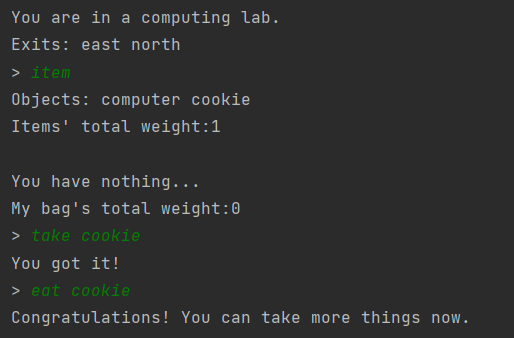 You are in a computing lab.
Exits: east north
> item
Objects: computer cookie
Items' total weight:1

You have nothing...
My bag's total weight:0
> take cookie
You got it!
> eat cookie
Congratulations! You can take more things now.